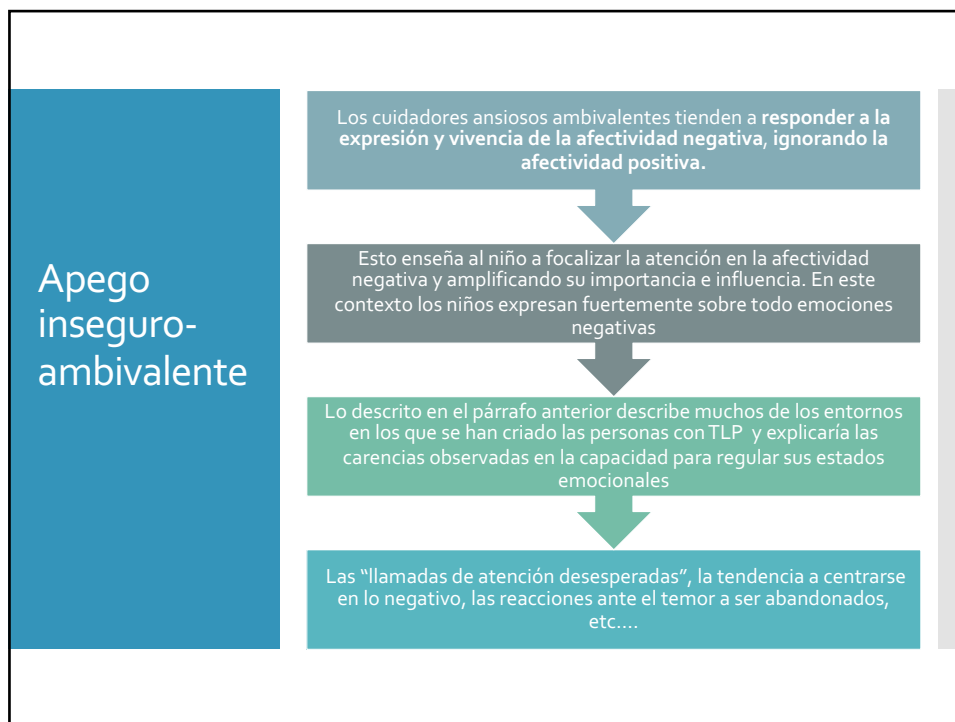 Apego
inseguro-
ambivalente
Los cuidadores ansiosos ambivalentes tienden a responder a la
expresión y vivencia de la afectividad negativa, ignorando la
afectividad positiva.
Esto enseña al niño a focalizar la atención en la afectividad
negativa y amplificando su importancia e influencia. En este
contexto los niños expresan fuertemente sobre todo emociones
negativas
Lo descrito en el párrafo anterior describe muchos de los entornos
en los que se han criado las personas con TLP y explicaría las
carencias observadas en la capacidad para regular sus estados
emocionales
Las “llamadas de atención desesperadas”, la tendencia a centrarse
en lo negativo, las reacciones ante el temor a ser abandonados,
etc....